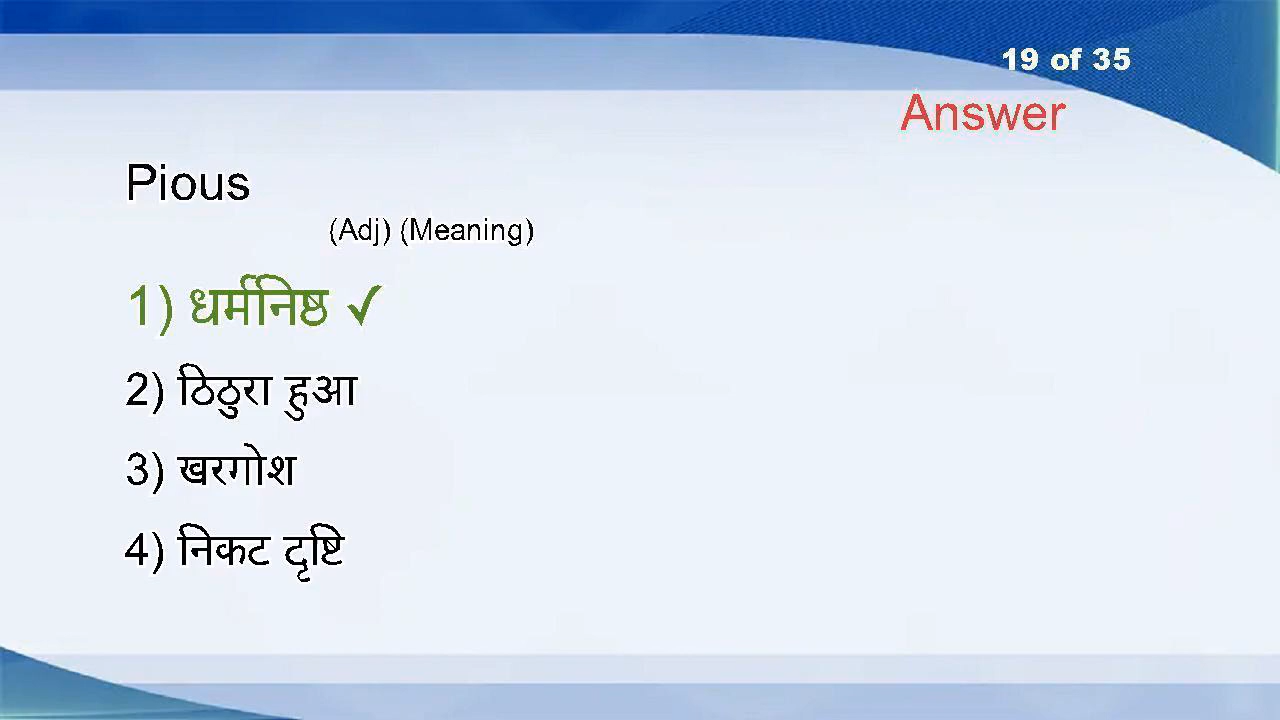 19 of 35
Answer
Pious
(Adj) (Meaning)
1) धर्मनिष्ठ ✓
2) ठिठुरा हुआ
3) खरगोश
4) निकट दृष्टि